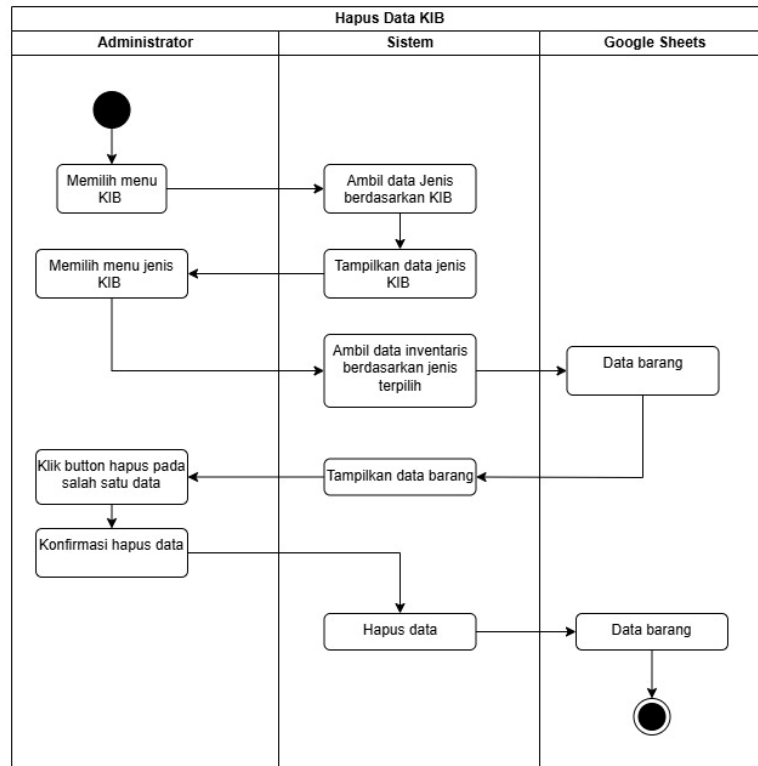 Hapus Data KIB
Administrator
Sistem
Google Sheets
Memilih menu
KIB
Ambil data Jenis
berdasarkan KIB
Memilih menu jenis
KIB
Tampilkan data jenis
KIB
Ambil data inventaris
berdasarkan jenis
terpilih
Data barang
Klik button hapus pada
salah satu data
Tampilkan data barang
Konfirmasi hapus data
Hapus data
Data barang